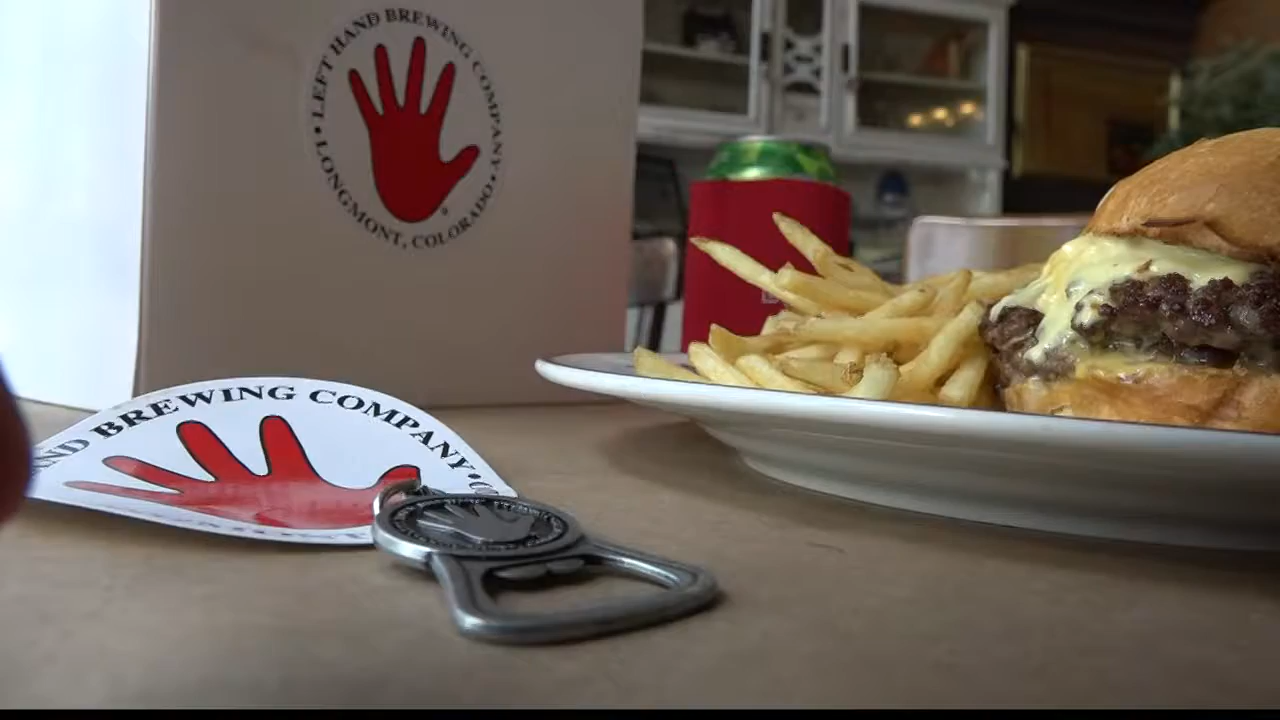 LEFT HAND BREWING COMPANY
• LONGMONT, COLORADO •
ND BREWING COMPANY •